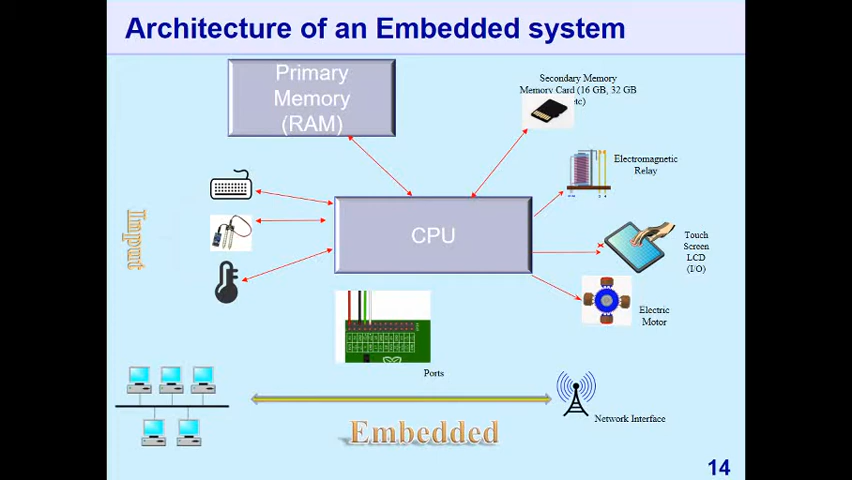 Architecture of an Embedded system
Primary
Memory
(RAM)
Secondary Memory
Memory Card (16 GB, 32 GB
etc)
Electromagnetic
Relay
CPU
Touch
Screen
LCD
(I/O)
Electric
Motor
Ports
Network Interface
Embedded
14